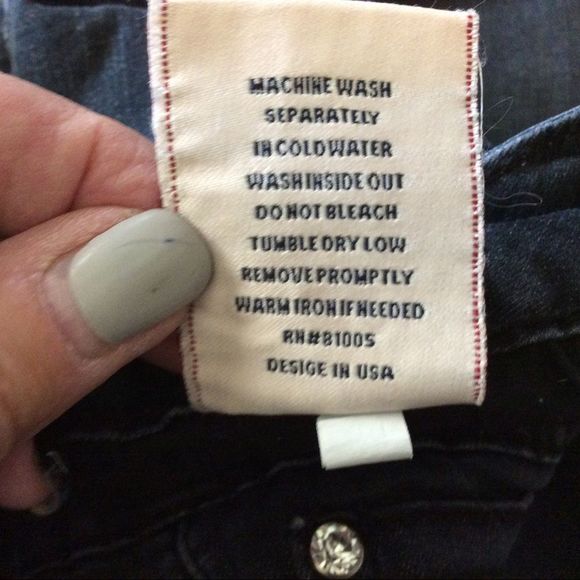 MACHINE WASH
SEPARATELY
IN COLD WATER
WASH INSIDE OUT
DO NOT BLEACH
TUMBLE DRY LOW
REMOVE PROMPTLY
WARM IRON IF NEEDED
RN#81005
DESIGE IN USA